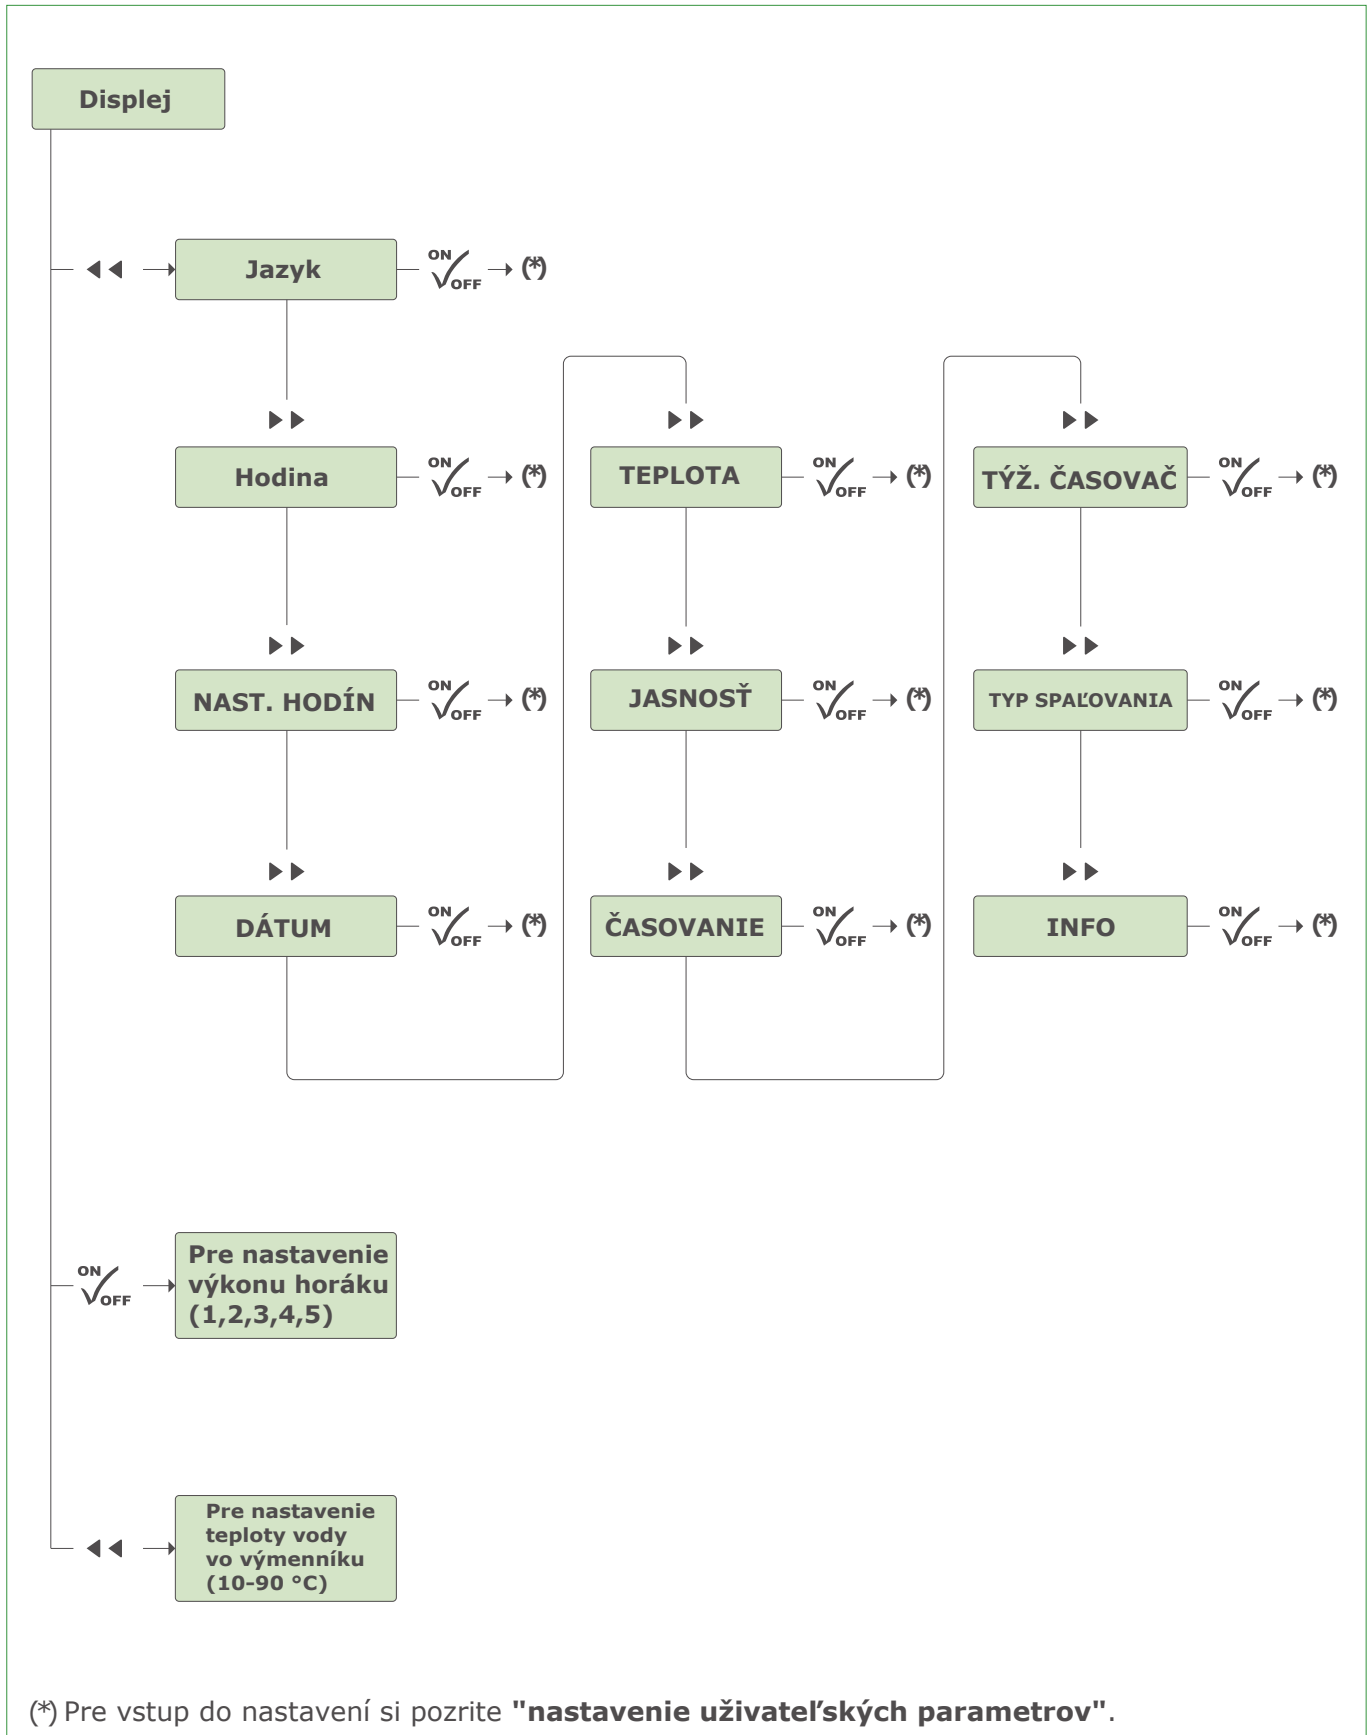 Displej
Jazyk
ON
OFF
(*)
Hodina
ON
OFF
(*)
TEPLOTA
ON
OFF
(*)
TÝŽ. ČASOVAČ
ON
OFF
(*)
NAST. HODÍN
ON
OFF
(*)
JASNOSŤ
ON
OFF
(*)
TYP SPAĽOVANIA
ON
OFF
(*)
DÁTUM
ON
OFF
(*)
ČASOVANIE
ON
OFF
(*)
INFO
ON
OFF
(*)
ON
OFF
Pre nastavenie
výkonu horáku
(1,2,3,4,5)
Pre nastavenie
teploty vody
vo výmenníku
(10-90 °C)
(*) Pre vstup do nastavení si pozrite "nastavenie uživateľských parametrov".